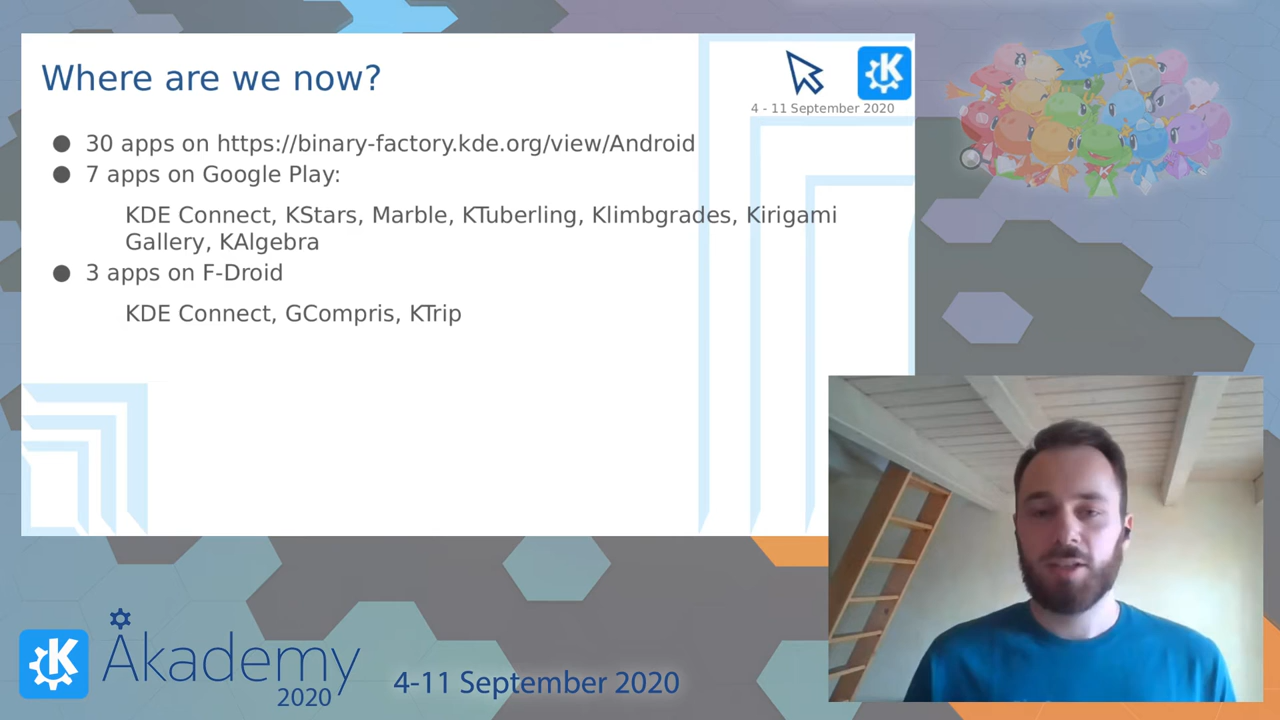 Where are we now?
4 - 11 September 2020
● 30 apps on https://binary-factory.kde.org/view/Android
● 7 apps on Google Play:
KDE Connect, KStars, Marble, KTuberling, Klimbgrades, Kirigami
Gallery, KAlgebra
● 3 apps on F-Droid
KDE Connect, GCompris, KTrip
Akademy
2020
4-11 September 2020